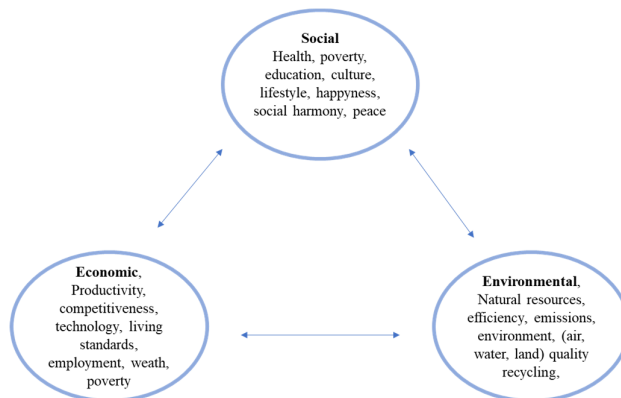 Social
Health, poverty,
education, culture,
lifestyle, happyness,
social harmony, peace
Economic,
Productivity,
competitiveness,
technology, living
standards,
employment, weath,
poverty
Environmental,
Natural resources,
efficiency, emissions,
environment, (air,
water, land) quality
recycling,